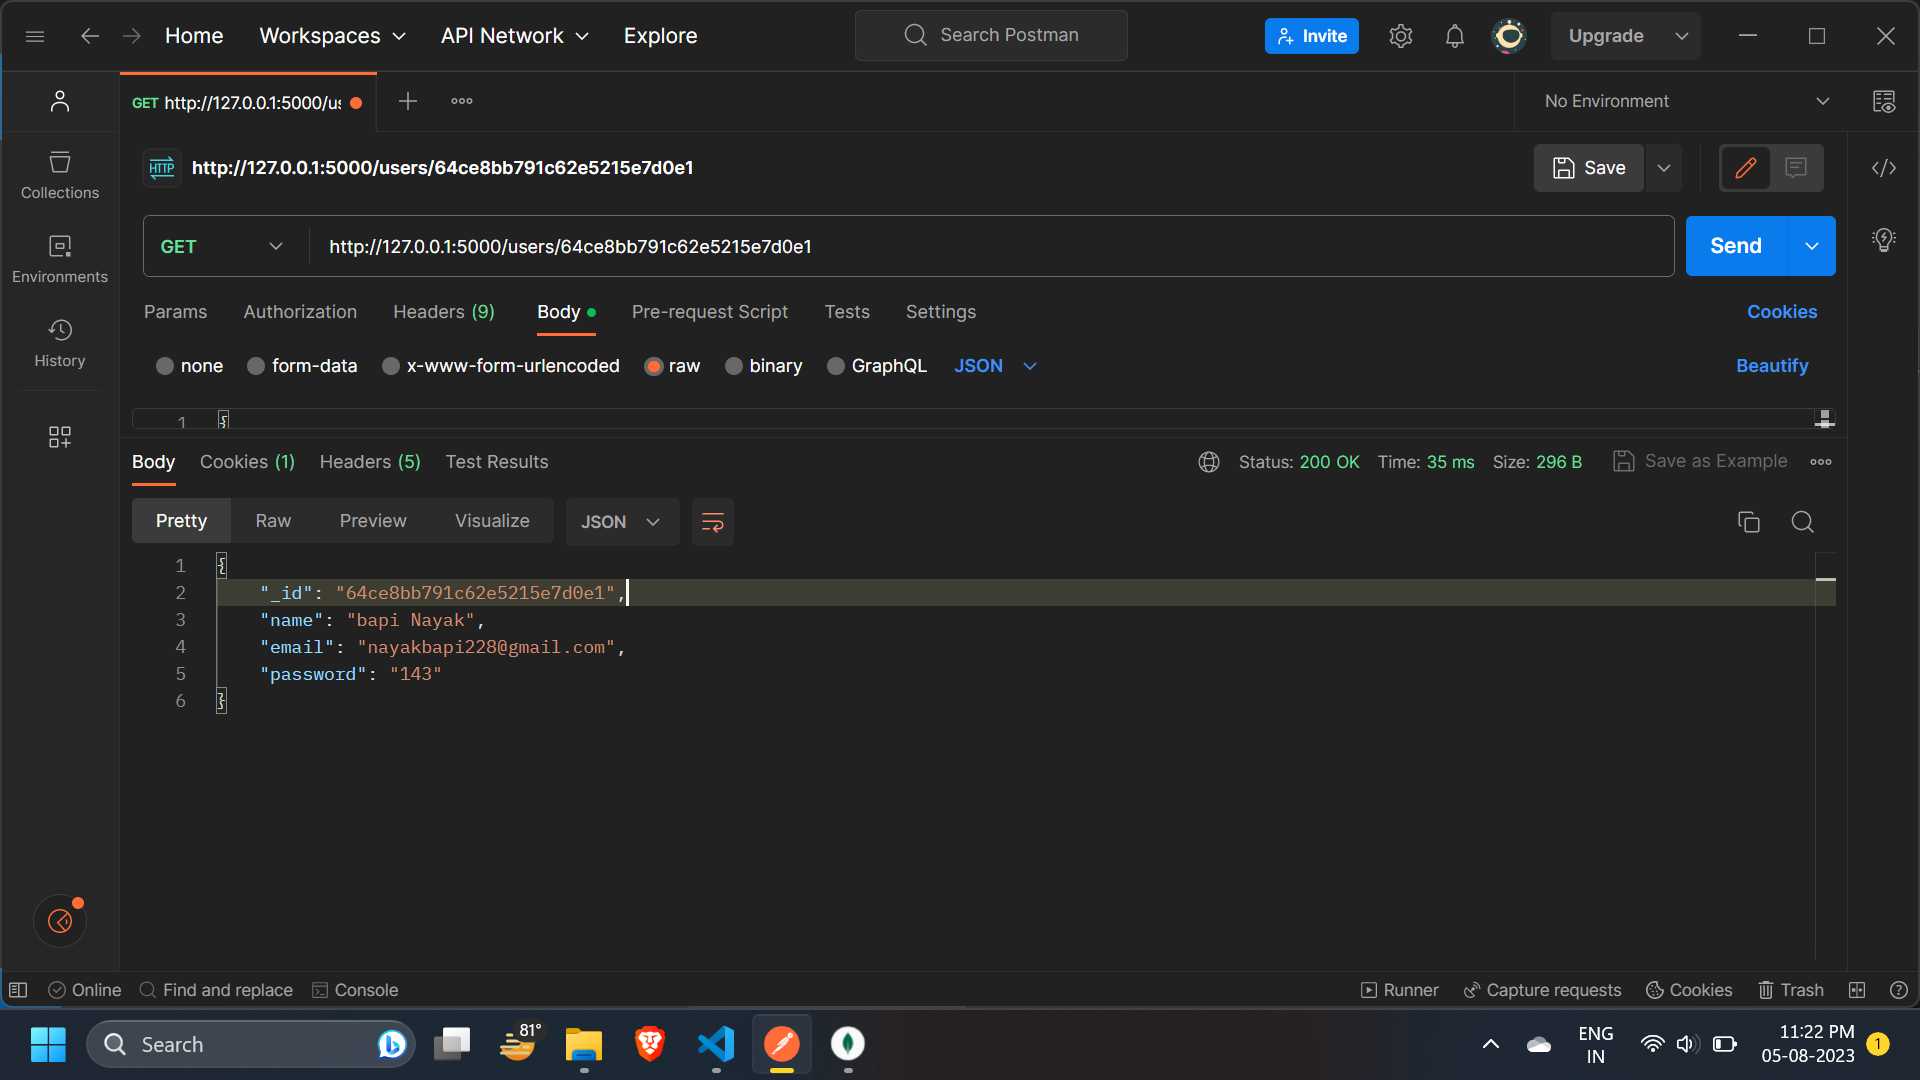 Home Workspaces API Network Explore Search Postman Invite Upgrade
GET http://127.0.0.1:5000/us No Environment
HTTP http://127.0.0.1:5000/users/64ce8bb791c62e5215e7d0e1 Save
Collections
GET http://127.0.0.1:5000/users/64ce8bb791c62e5215e7d0e1 Send
Environments
Params Authorization Headers (9) Body Pre-request Script Tests Settings Cookies
History
none form-data x-www-form-urlencoded raw binary GraphQL JSON Beautify
1 {
Body Cookies (1) Headers (5) Test Results Status: 200 OK Time: 35 ms Size: 296 B Save as Example
Pretty Raw Preview Visualize JSON
1 {
2 "_id": "64ce8bb791c62e5215e7d0e1",
3 "name": "bapi Nayak",
4 "email": "nayakbapi228@gmail.com",
5 "password": "143"
6 }
Online Find and replace Console Runner Capture requests Cookies Trash
Search 81° ENG IN 11:22 PM 1
05-08-2023